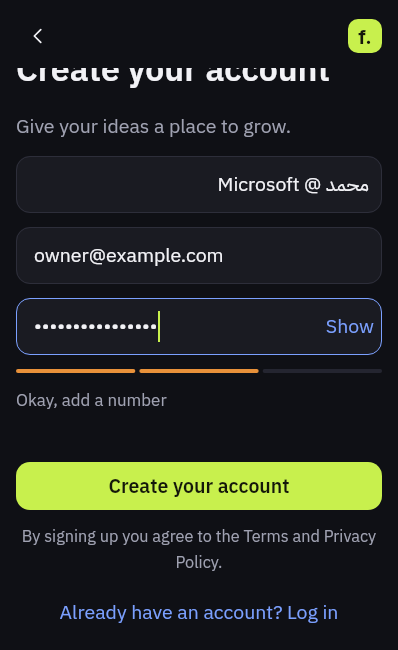 f.
Create your account
Give your ideas a place to grow.
محمد @ Microsoft
owner@example.com
••••••••••••••••
Show
Okay, add a number
Create your account
By signing up you agree to the Terms and Privacy
Policy.
Already have an account? Log in